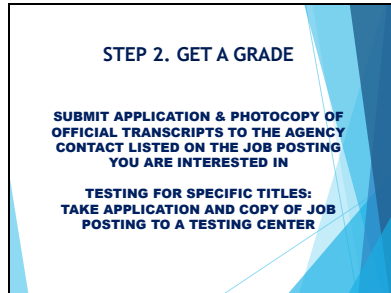 STEP 2. GET A GRADE
SUBMIT APPLICATION & PHOTOCOPY OF
OFFICIAL TRANSCRIPTS TO THE AGENCY
CONTACT LISTED ON THE JOB POSTING
YOU ARE INTERESTED IN
TESTING FOR SPECIFIC TITLES:
TAKE APPLICATION AND COPY OF JOB
POSTING TO A TESTING CENTER